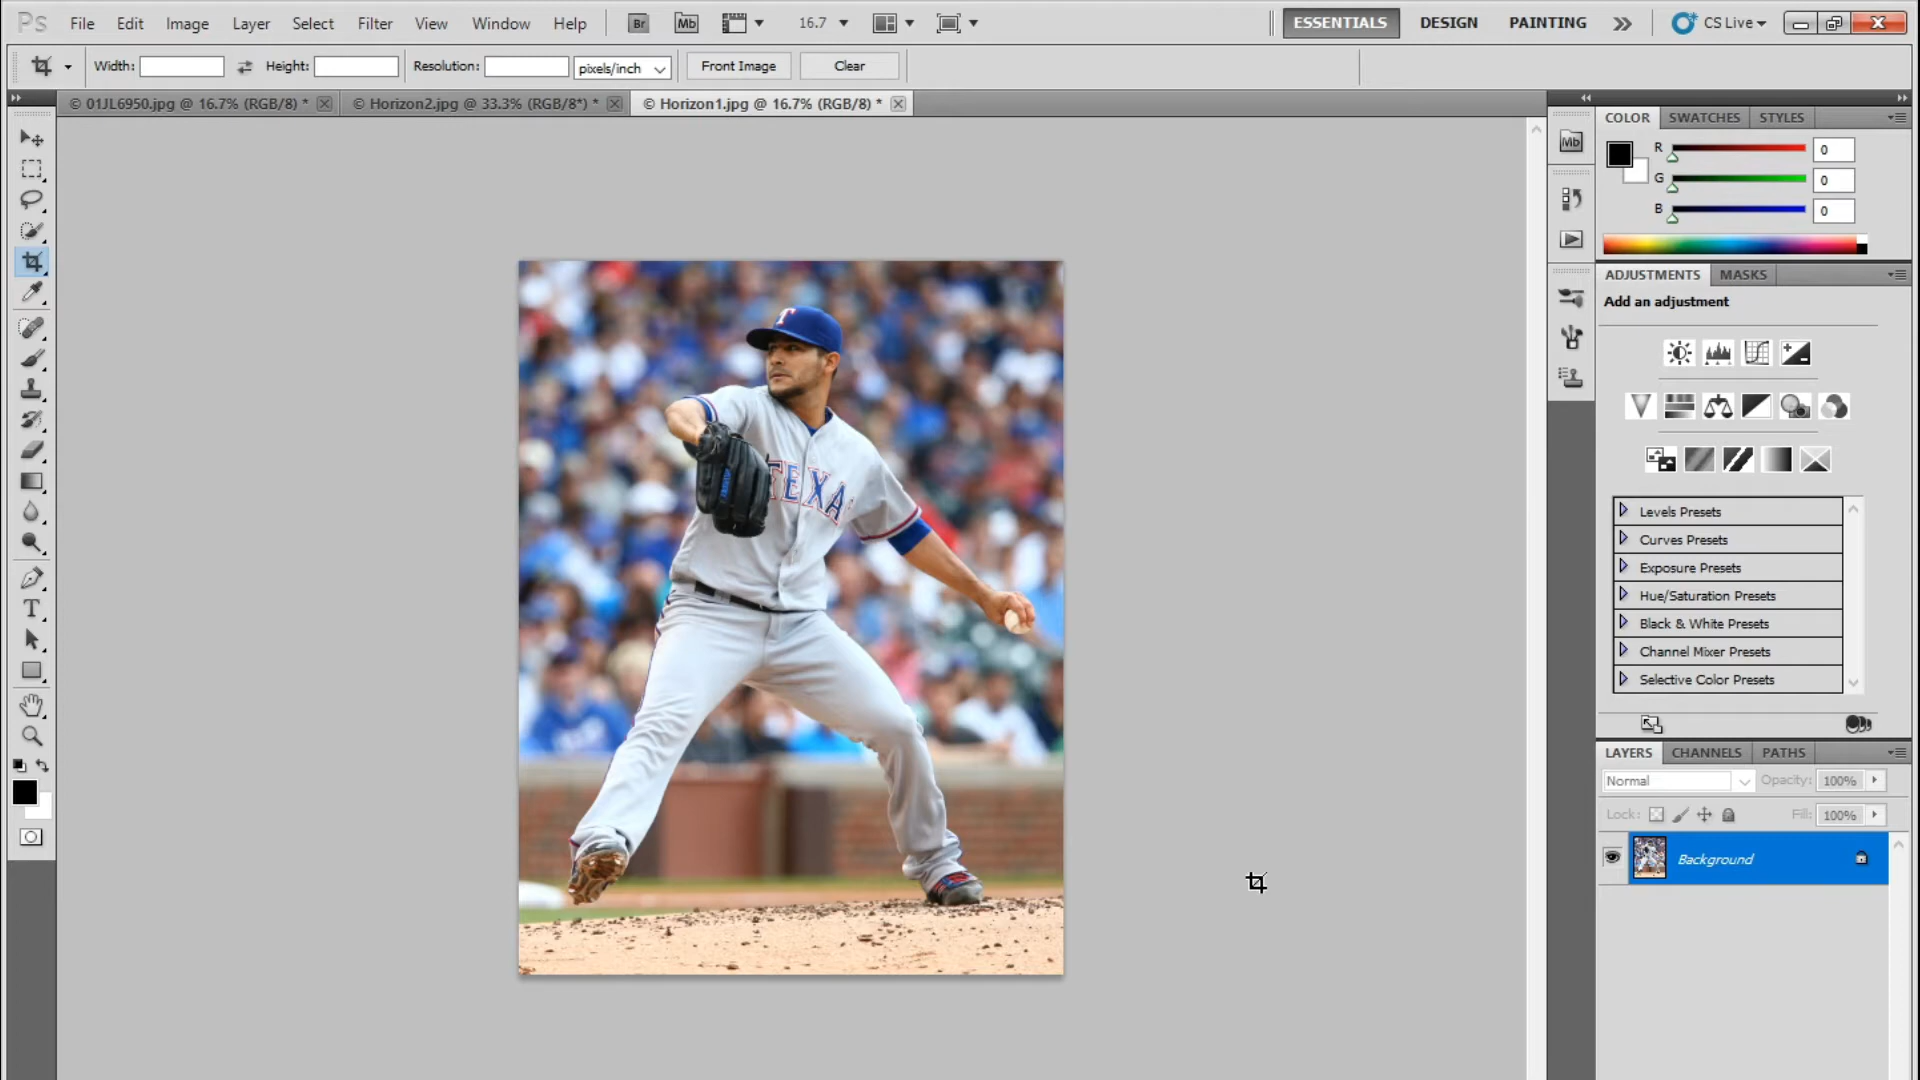 Ps File Edit Image Layer Select Filter View Window Help Br Mb 16.7 ESSENTIALS DESIGN PAINTING CS Live
Width: Height: Resolution: pixels/inch Front Image Clear
© 01JL6950.jpg @ 16.7% (RGB/8) * © Horizon2.jpg @ 33.3% (RGB/8*) * © Horizon1.jpg @ 16.7% (RGB/8) *
COLOR SWATCHES STYLES
Mb
R 0
G 0
B 0
ADJUSTMENTS MASKS
Add an adjustment
T
TEXA
Levels Presets
Curves Presets
Exposure Presets
Hue/Saturation Presets
Black & White Presets
Channel Mixer Presets
Selective Color Presets
T
LAYERS CHANNELS PATHS
Normal Opacity: 100%
Lock: Fill: 100%
Background